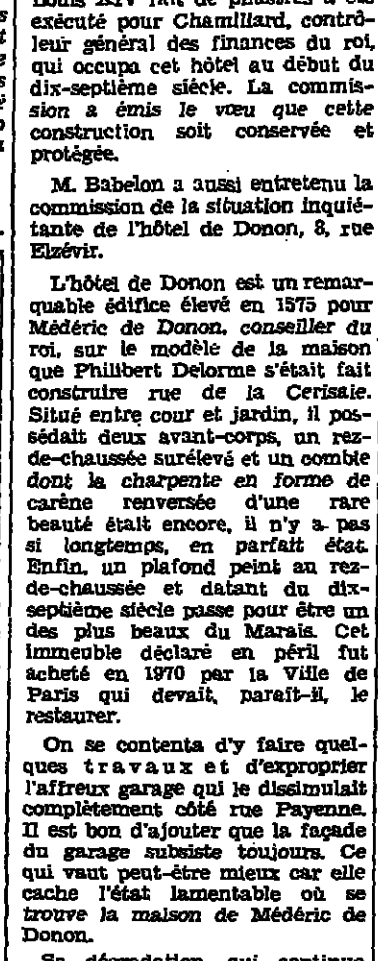 exécuté pour Chamillard, contrô-
leur général des finances du roi,
qui occupa cet hôtel au début du
dix-septième siècle. La commis-
sion a émis le vœu que cette
construction soit conservée et
protégée.
M. Babelon a aussi entretenu la
commission de la situation inquié-
tante de l'hôtel de Donon, 8, rue
Elzévir.
L'hôtel de Donon est un remar-
quable édifice élevé en 1575 pour
Médéric de Donon, conseiller du
roi, sur le modèle de la maison
que Philibert Delorme s'était fait
construire rue de la Cerisaie.
Situé entre cour et jardin, il pos-
sédait deux avant-corps, un rez-
de-chaussée surélevé et un comble
dont la charpente en forme de
carène renversée d'une rare
beauté était encore, il n'y a pas
si longtemps, en parfait état.
Enfin, un plafond peint au rez-
de-chaussée et datant du dix-
septième siècle passe pour être un
des plus beaux du Marais. Cet
immeuble déclaré en péril fut
acheté en 1970 par la Ville de
Paris qui devait, paraît-il, le
restaurer.
On se contenta d'y faire quel-
ques travaux et d'exproprier
l'affreux garage qui le dissimulait
complètement côté rue Payenne.
Il est bon d'ajouter que la façade
du garage subsiste toujours. Ce
qui vaut peut-être mieux car elle
cache l'état lamentable où se
trouve la maison de Médéric de
Donon.